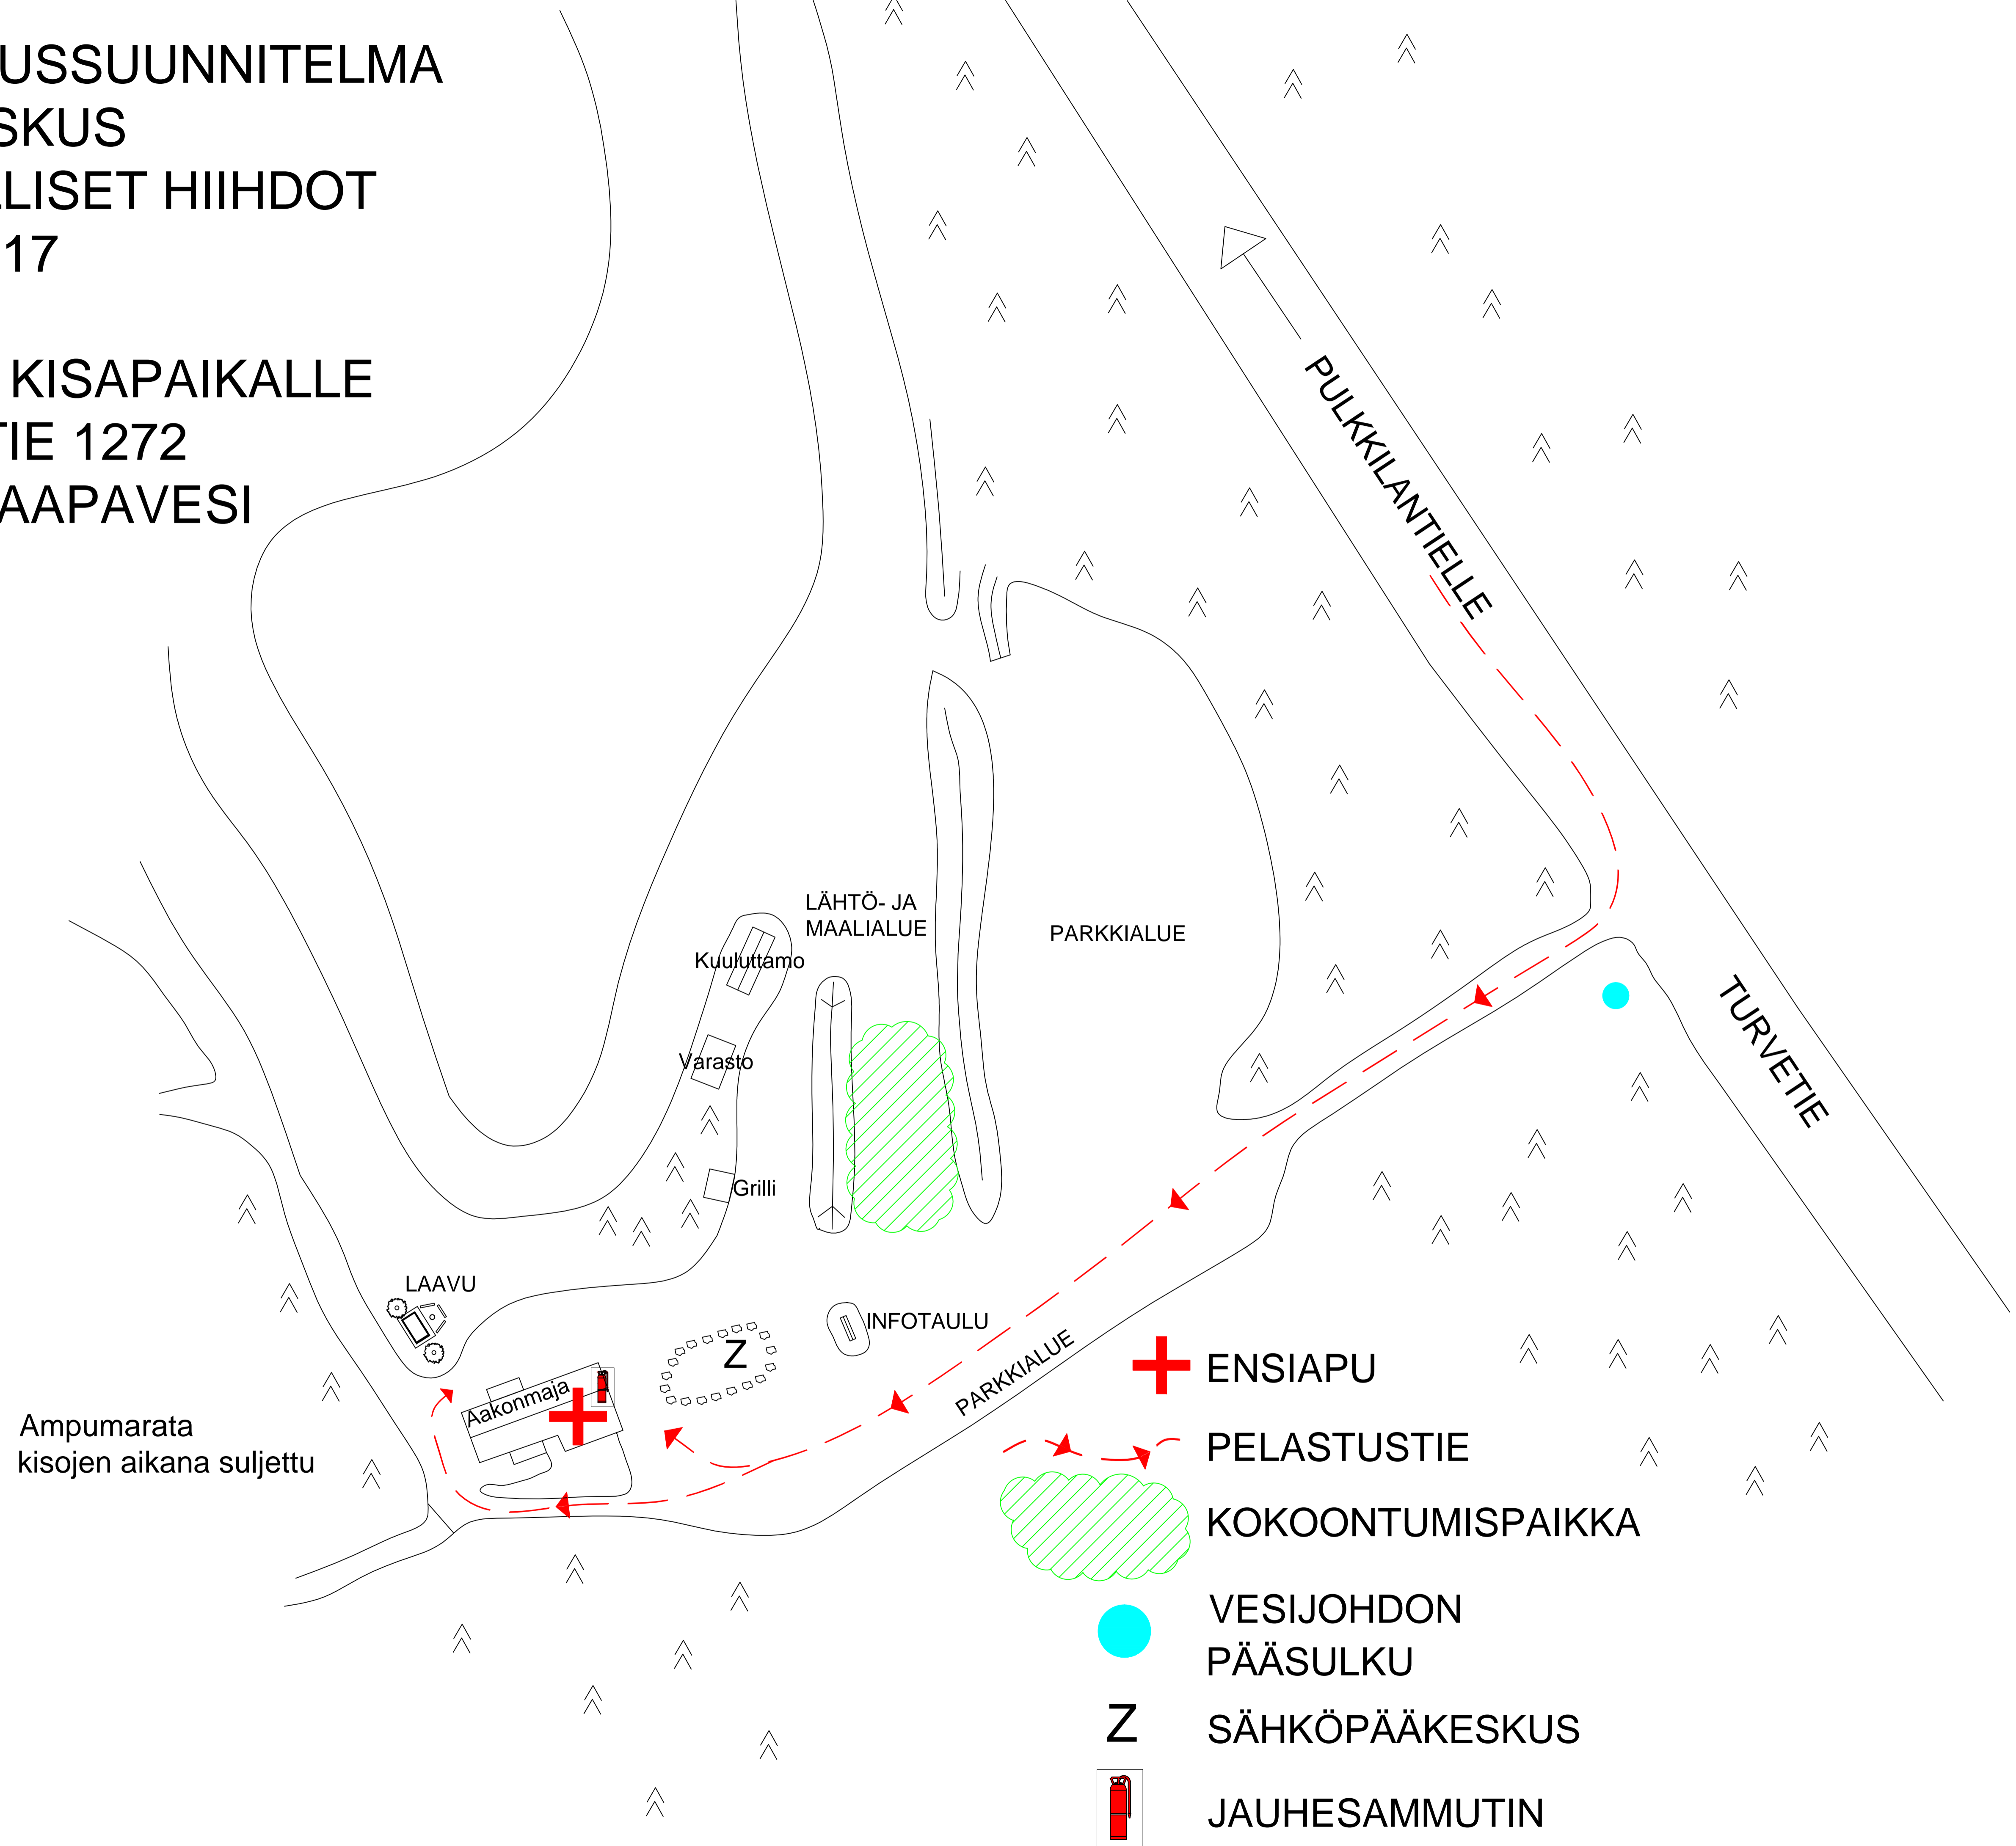 USSUUNNITELMA
SKUS
LLISET HIIHDOT
17
KISAPAIKALLE
TIE 1272
AAPAVESI
PULKKILANTIELLE
TURVETIE
LÄHTÖ- JA
MAALIALUE
PARKKIALUE
Kuuluttamo
Varasto
Grilli
LAAVU
INFOTAULU
Z
Aakonmaja
PARKKIALUE
Ampumarata
kisojen aikana suljettu
ENSIAPU
PELASTUSTIE
KOKOONTUMISPAIKKA
VESIJOHDON
PÄÄSULKU
Z SÄHKÖPÄÄKESKUS
JAUHESAMMUTIN